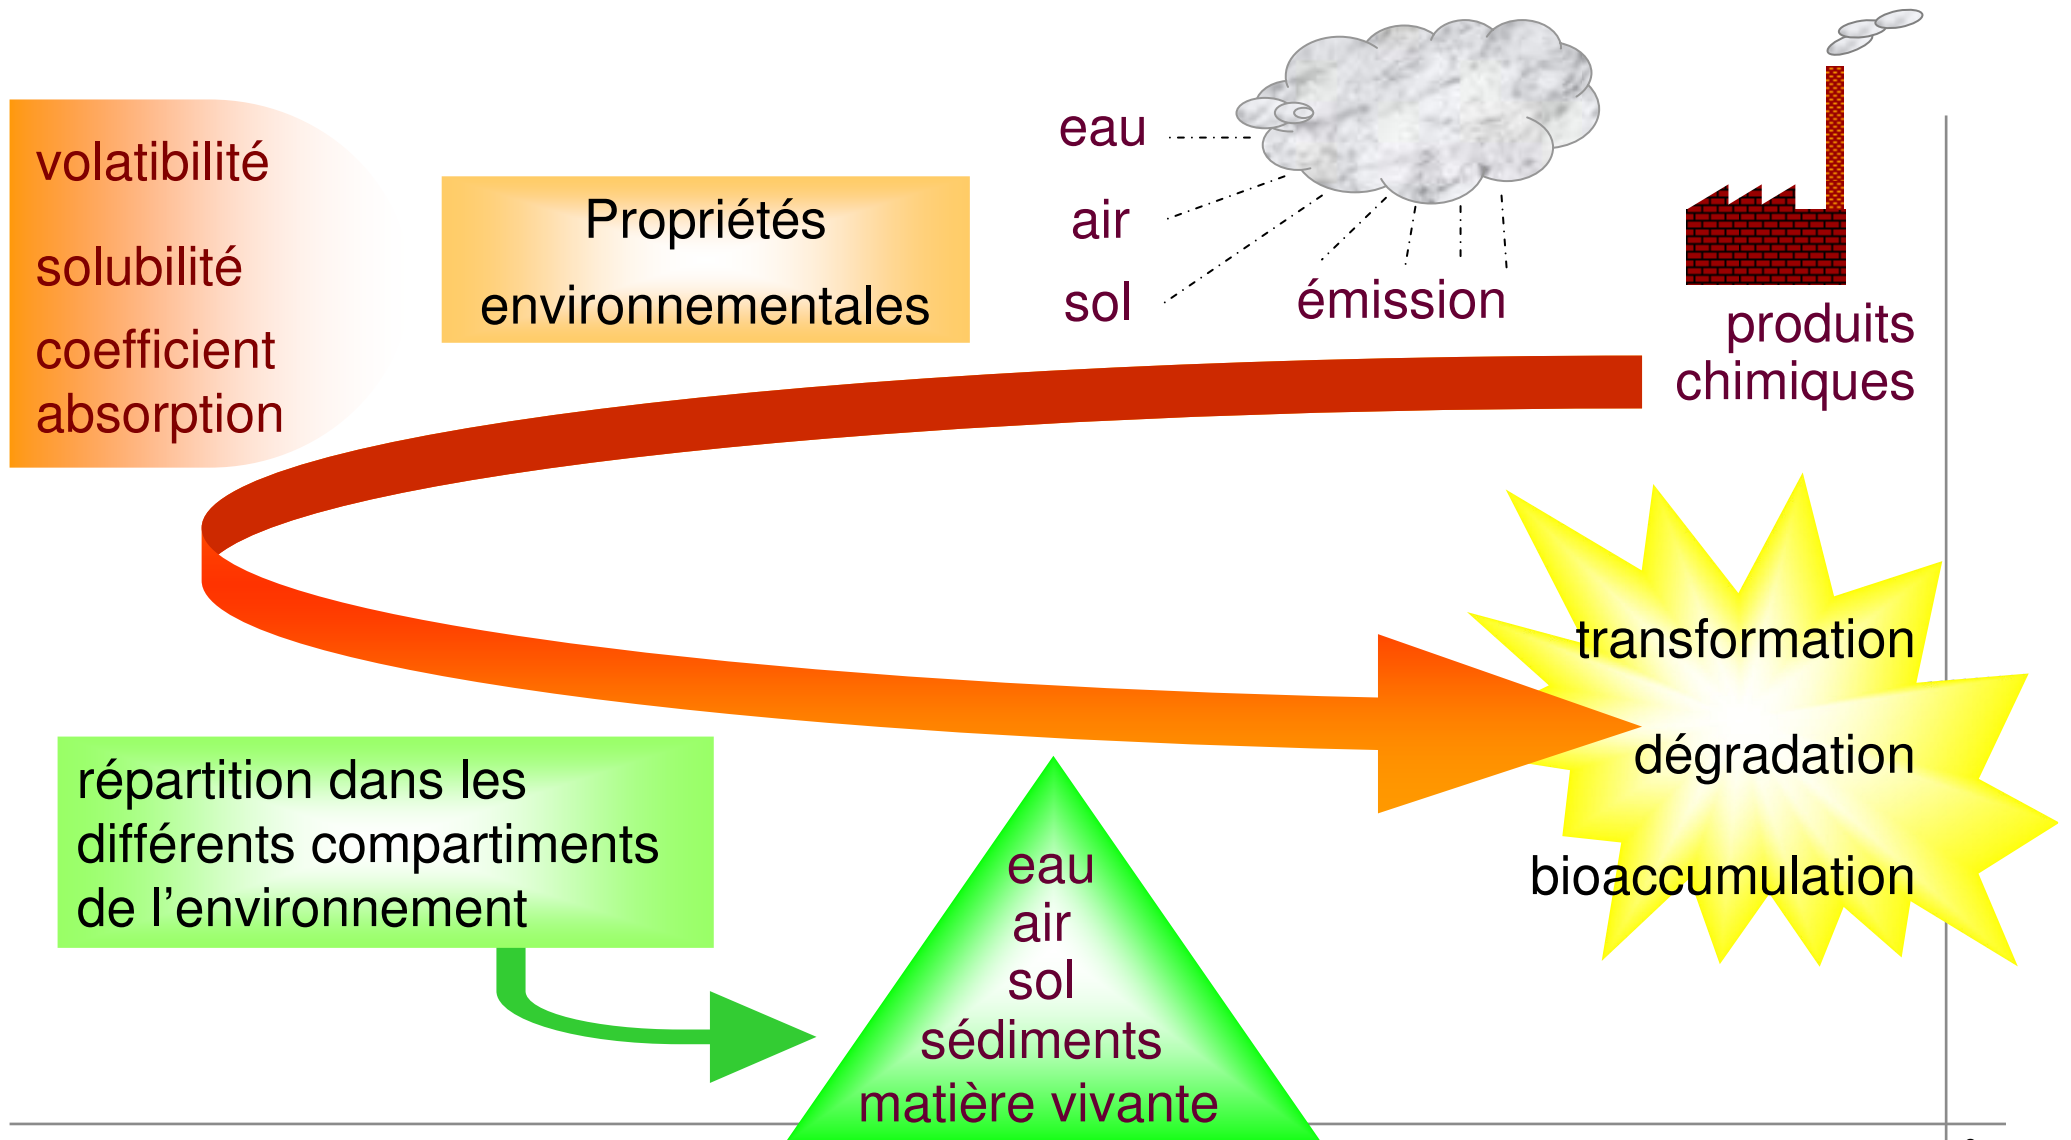 volatibilité
solubilité
coefficient
absorption
Propriétés
environnementales
eau
air
sol
émission
produits
chimiques
transformation
dégradation
bioaccumulation
répartition dans les
différents compartiments
de l'environnement
eau
air
sol
sédiments
matière vivante